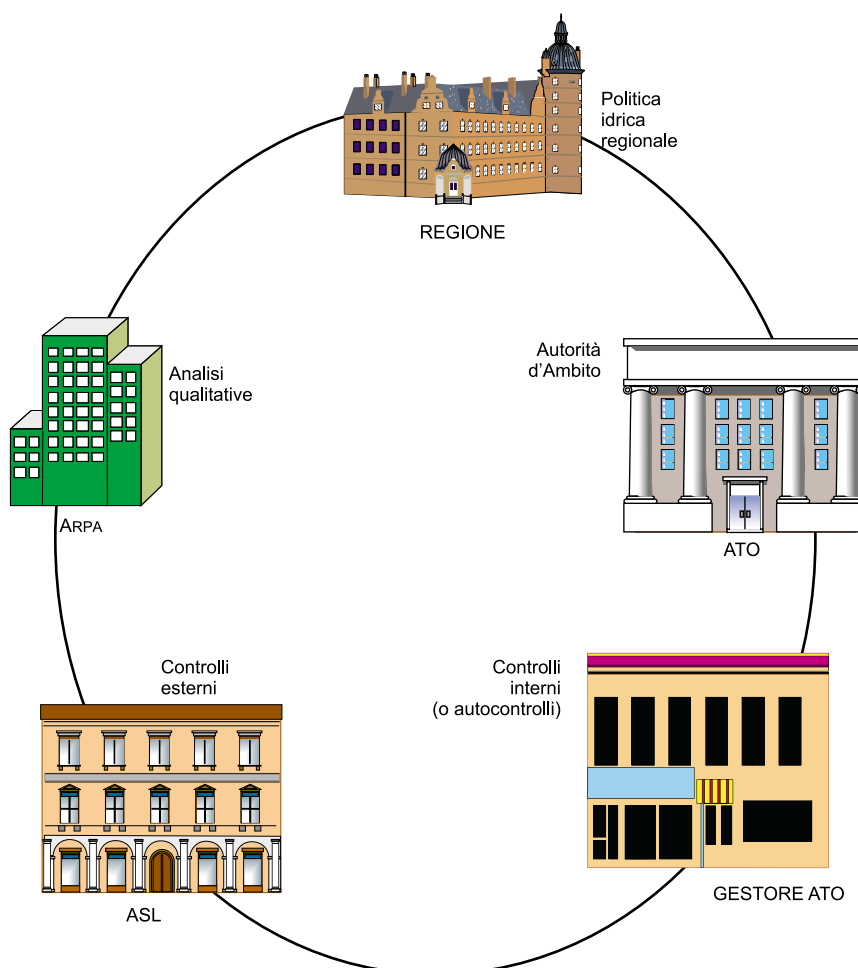 Politica
idrica
regionale
REGIONE
Autorità
d'Ambito
ATO
Analisi
qualitative
ARPA
Controlli
esterni
ASL
Controlli
interni
(o autocontrolli)
GESTORE ATO